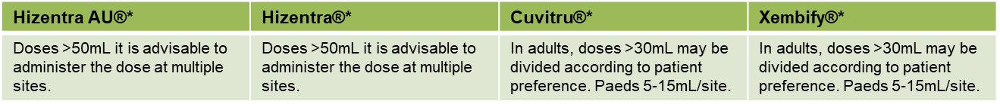 Hizentra AU®*
Hizentra®*
Cuvitru®*
Xembify®*
Doses >50mL it is advisable to
administer the dose at multiple
sites.
Doses >50mL it is advisable to
administer the dose at multiple
sites.
In adults, doses >30mL may be
divided according to patient
preference. Paeds 5-15mL/site.
In adults, doses >30mL may be
divided according to patient
preference. Paeds 5-15mL/site.